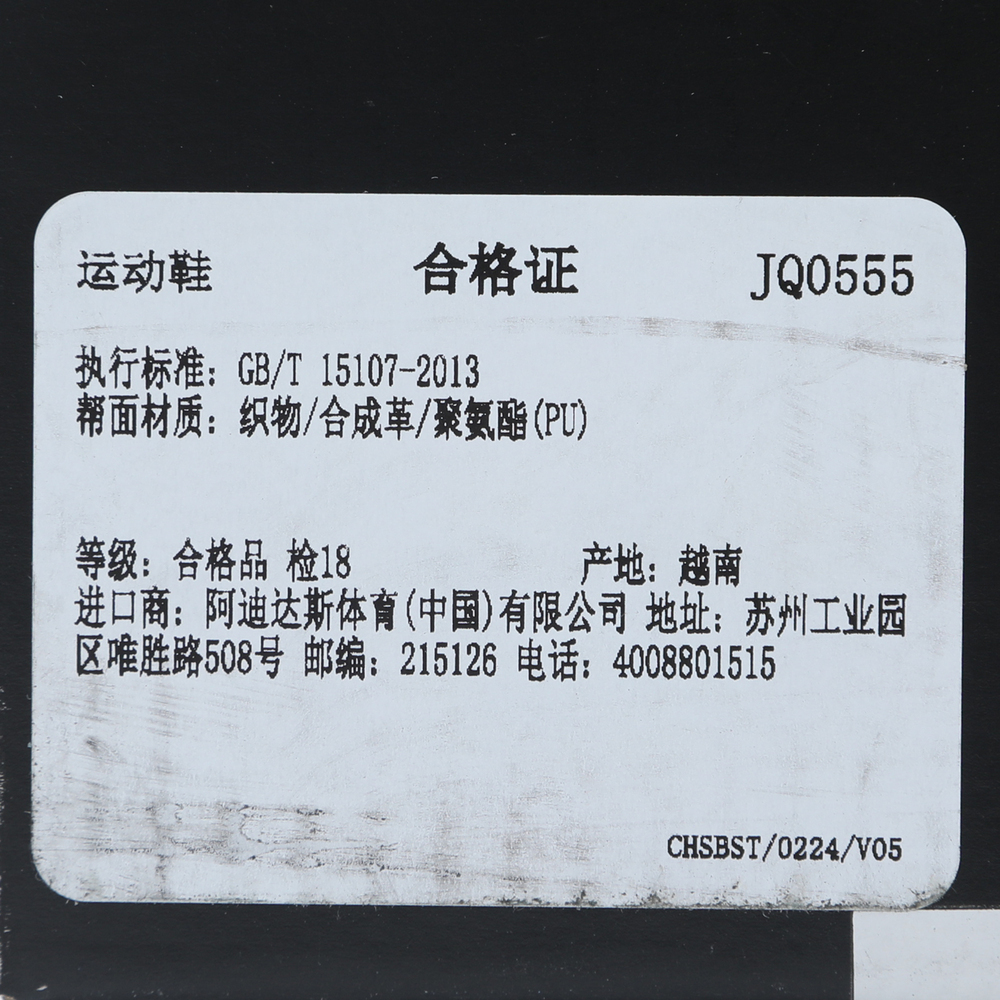 运动鞋 合格证 JQ0555
执行标准: GB/T 15107-2013
帮面材质: 织物/合成革/聚氨酯(PU)
等级: 合格品 检18 产地: 越南
进口商: 阿迪达斯体育(中国)有限公司 地址: 苏州工业园
区唯胜路508号 邮编: 215126 电话: 4008801515
CHSBST/0224/V05